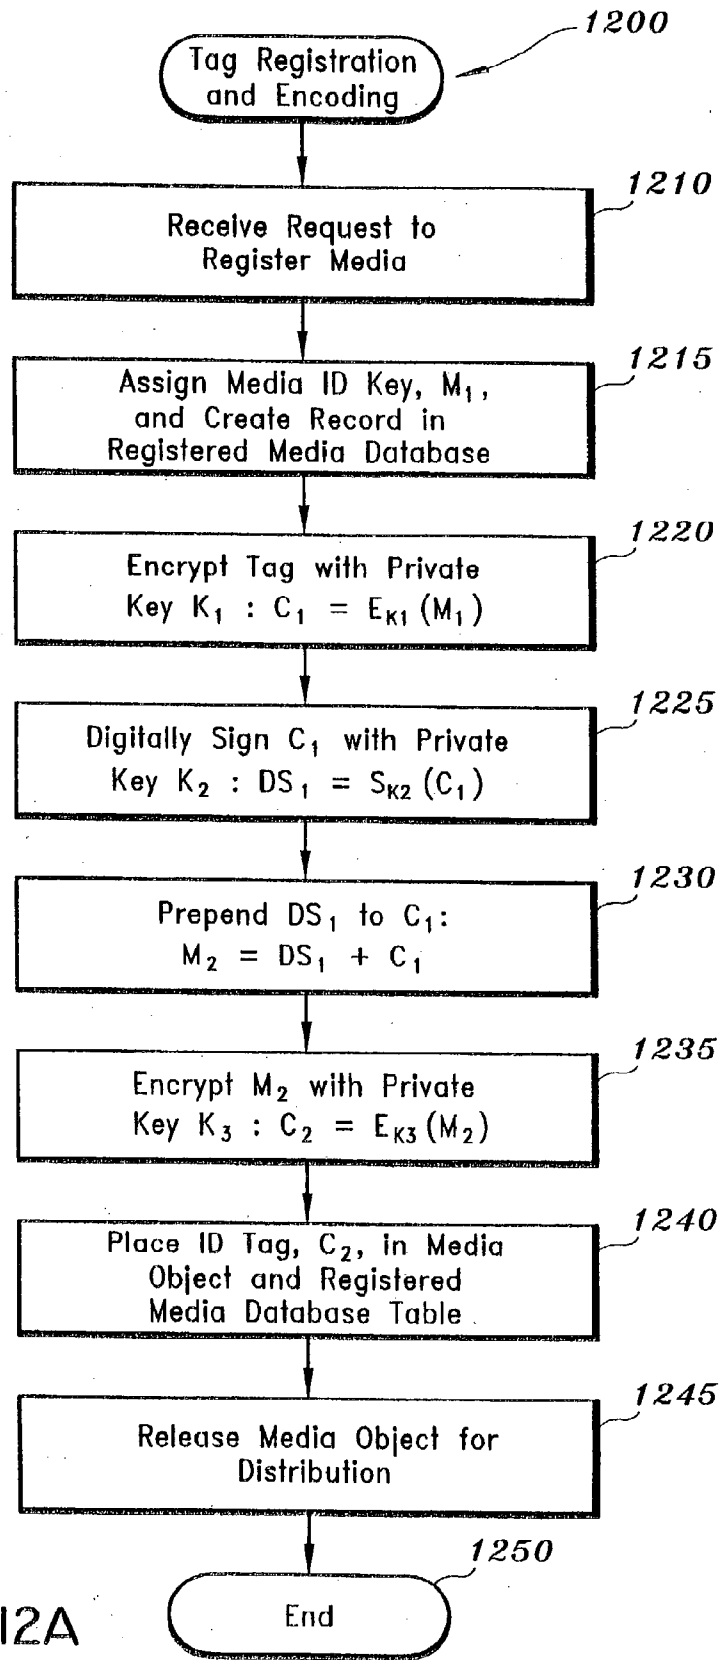 1200
Tag Registration
and Encoding
1210
Receive Request to
Register Media
1215
Assign Media ID Key, M₁,
and Create Record in
Registered Media Database
1220
Encrypt Tag with Private
Key K₁ : C₁ = E_K1 (M₁)
1225
Digitally Sign C₁ with Private
Key K₂ : DS₁ = S_K2 (C₁)
1230
Prepend DS₁ to C₁:
M₂ = DS₁ + C₁
1235
Encrypt M₂ with Private
Key K₃ : C₂ = E_K3 (M₂)
1240
Place ID Tag, C₂, in Media
Object and Registered
Media Database Table
1245
Release Media Object for
Distribution
1250
End
12A